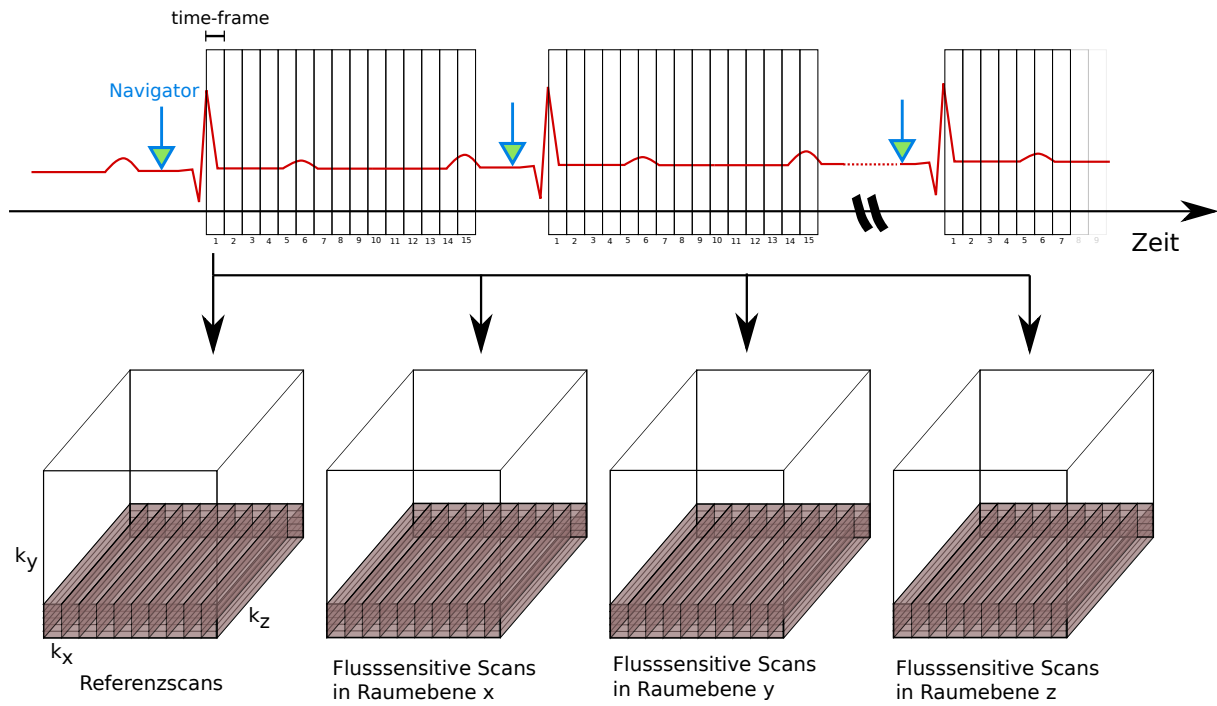 time-frame
Navigator
1 2 3 4 5 6 7 8 9 10 11 12 13 14 15
1 2 3 4 5 6 7 8 9 10 11 12 13 14 15
1 2 3 4 5 6 7 8 9
Zeit
ky
kx
kz
Referenzscans
Flusssensitive Scans
in Raumebene x
Flusssensitive Scans
in Raumebene y
Flusssensitive Scans
in Raumebene z